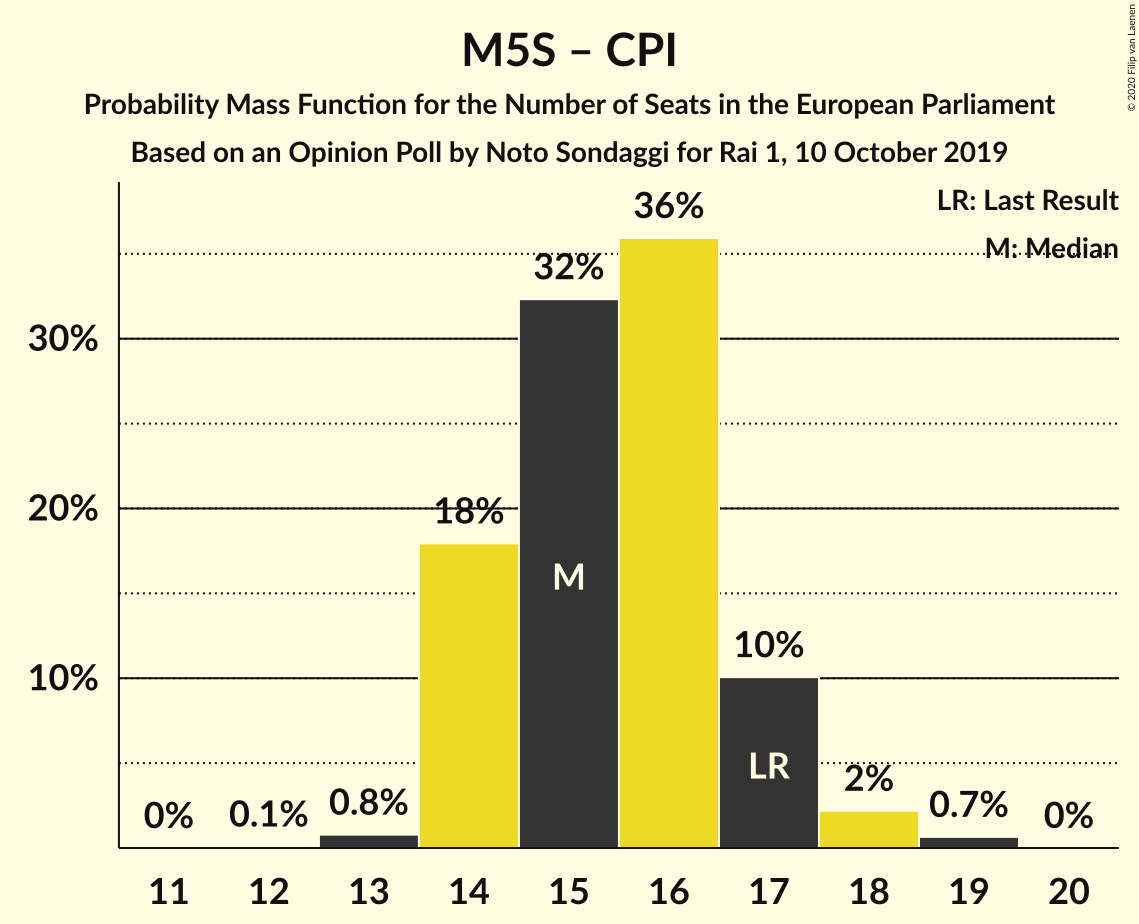 © 2020 Filip van Laenen
M5S – CPI
Probability Mass Function for the Number of Seats in the European Parliament
Based on an Opinion Poll by Noto Sondaggi for Rai 1, 10 October 2019
LR: Last Result
M: Median
36%
32%
30%
20%
18%
M
10%
10%
LR
2%
0%
0.1%
0.8%
0.7%
0%
11 12 13 14 15 16 17 18 19 20